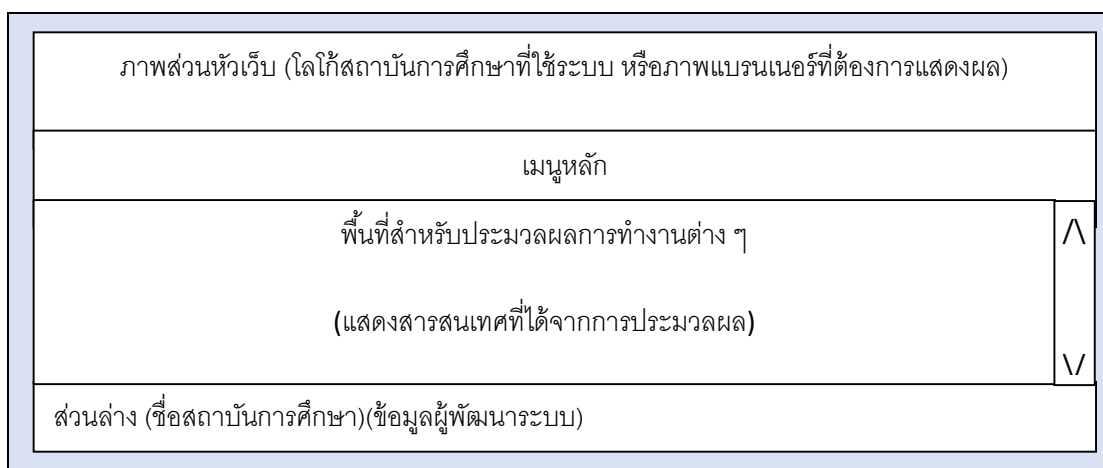 ภาพส่วนหัวเว็บ (โลโก้สถาบันการศึกษาที่ใช้ระบบ หรือภาพแบรนเนอร์ที่ต้องการแสดงผล)
เมนูหลัก
พื้นที่สำหรับประมวลผลการทำงานต่าง ๆ
/\
(แสดงสารสนเทศที่ได้จากการประมวลผล)
\/
ส่วนล่าง (ชื่อสถาบันการศึกษา)(ข้อมูลผู้พัฒนาระบบ)